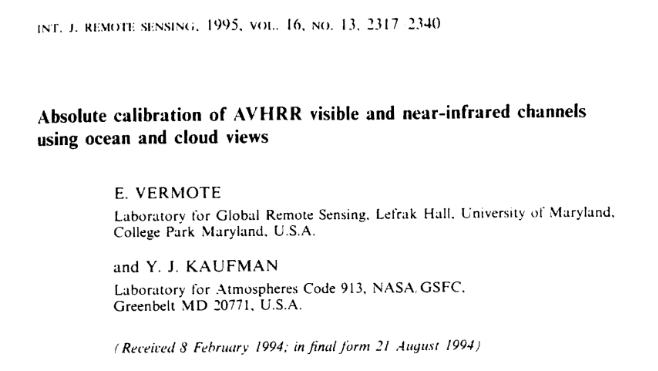 INT. J. REMOTE SENSING, 1995, VOL. 16, NO. 13, 2317–2340
Absolute calibration of AVHRR visible and near-infrared channels
using ocean and cloud views
E. VERMOTE
Laboratory for Global Remote Sensing, Lefrak Hall, University of Maryland,
College Park Maryland, U.S.A.
and Y. J. KAUFMAN
Laboratory for Atmospheres Code 913, NASA/GSFC,
Greenbelt MD 20771, U.S.A.
(Received 8 February 1994; in final form 21 August 1994)